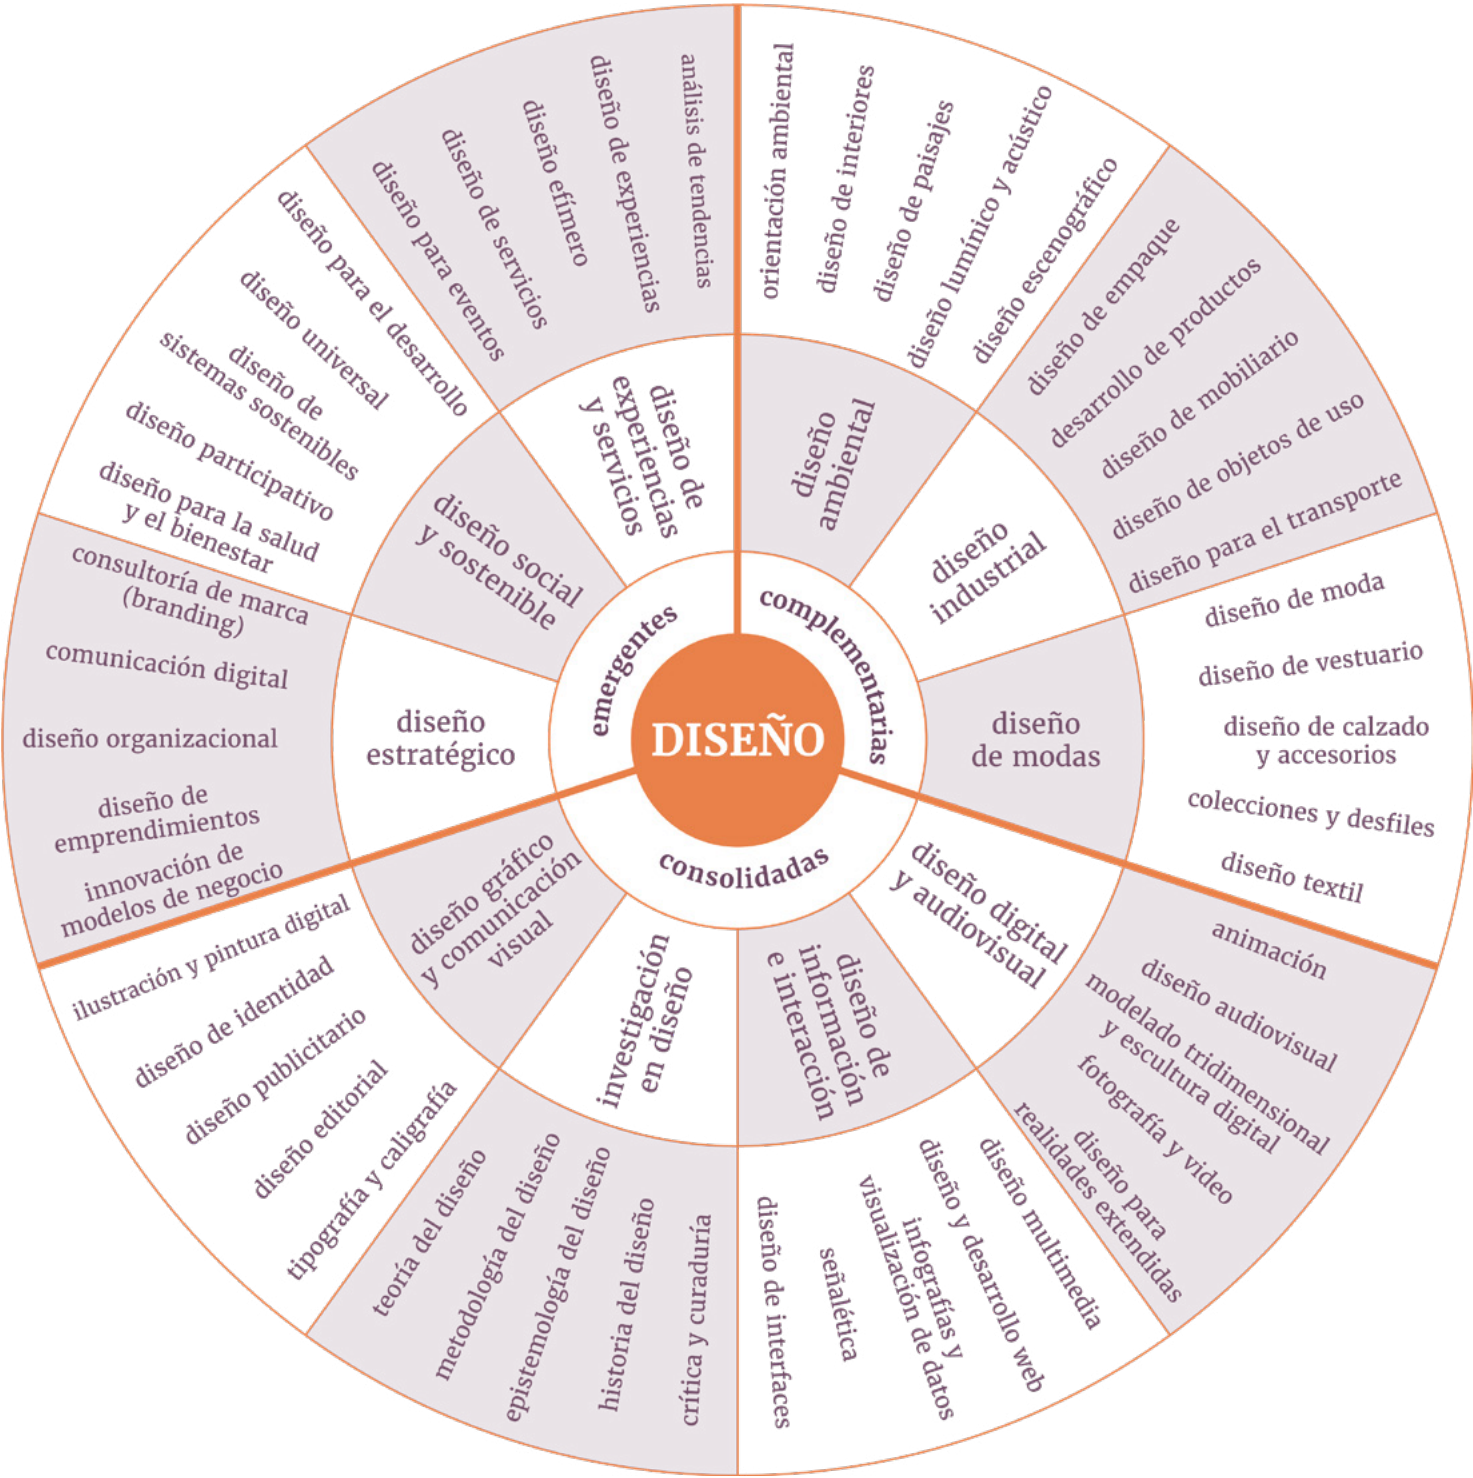 DISEÑO
complementarias
diseño
ambiental
orientación ambiental
diseño de interiores
diseño de paisajes
diseño lumínico y acústico
diseño escenográfico
diseño
industrial
diseño de empaque
desarrollo de productos
diseño de mobiliario
diseño de objetos de uso
diseño para el transporte
diseño
de modas
diseño de moda
diseño de vestuario
diseño de calzado
y accesorios
colecciones y desfiles
diseño textil
consolidadas
diseño digital
y audiovisual
animación
diseño audiovisual
modelado tridimensional
y escultura digital
fotografía y video
diseño para
realidades extendidas
diseño de
información
e interacción
diseño multimedia
diseño y desarrollo web
infografías y
visualización de datos
señalética
diseño de interfaces
investigación
en diseño
crítica y curaduría
historia del diseño
epistemología del diseño
metodología del diseño
teoría del diseño
diseño gráfico
y comunicación
visual
tipografía y caligrafía
diseño editorial
diseño publicitario
diseño de identidad
ilustración y pintura digital
emergentes
diseño
estratégico
innovación de
modelos de negocio
diseño de
emprendimientos
diseño organizacional
comunicación digital
consultoría de marca
(branding)
diseño social
y sostenible
diseño para la salud
y el bienestar
diseño participativo
diseño de
sistemas sostenibles
diseño universal
diseño para el desarrollo
diseño de
experiencias
y servicios
diseño para eventos
diseño de servicios
diseño efímero
diseño de experiencias
análisis de tendencias